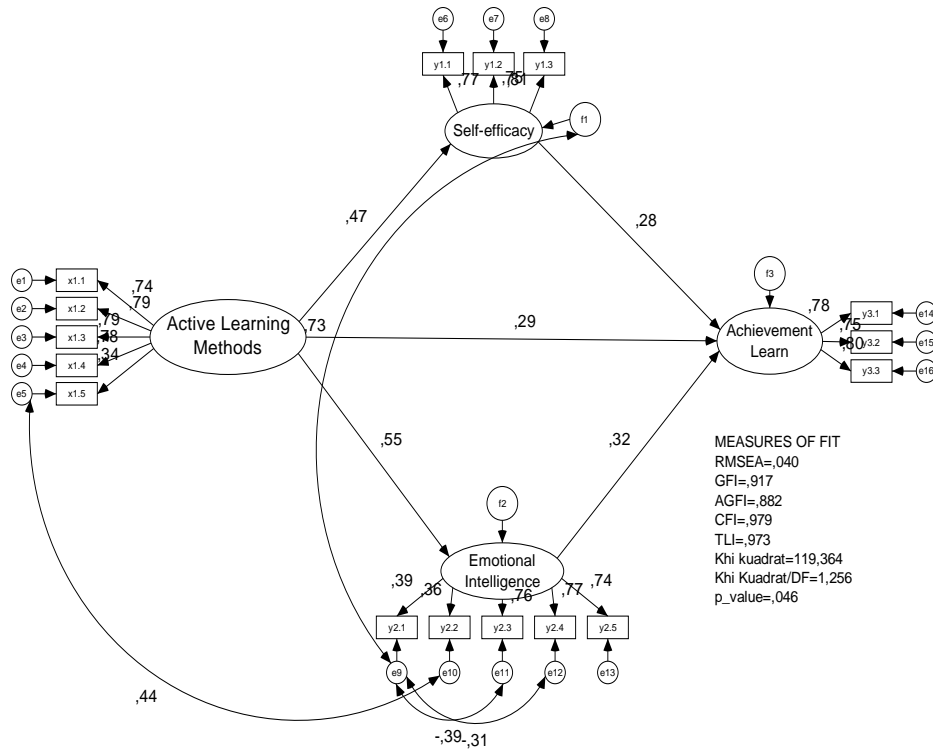 e6
e7
e8
y1.1
y1.2
y1.3
,77
,75
,81
Self-efficacy
f1
,47
,28
e1
x1.1
e2
x1.2
e3
x1.3
e4
x1.4
e5
x1.5
,74
,79
,79
,78
,34
Active Learning
Methods
,73
,29
f3
Achievement
Learn
,78
,75
,80
y3.1
e14
y3.2
e15
y3.3
e16
,55
,32
f2
Emotional
Intelligence
,39
,36
,76
,77
,74
y2.1
y2.2
y2.3
y2.4
y2.5
e9
e10
e11
e12
e13
,44
-,39
-,31
MEASURES OF FIT
RMSEA=,040
GFI=,917
AGFI=,882
CFI=,979
TLI=,973
Khi kuadrat=119,364
Khi Kuadrat/DF=1,256
p_value=,046